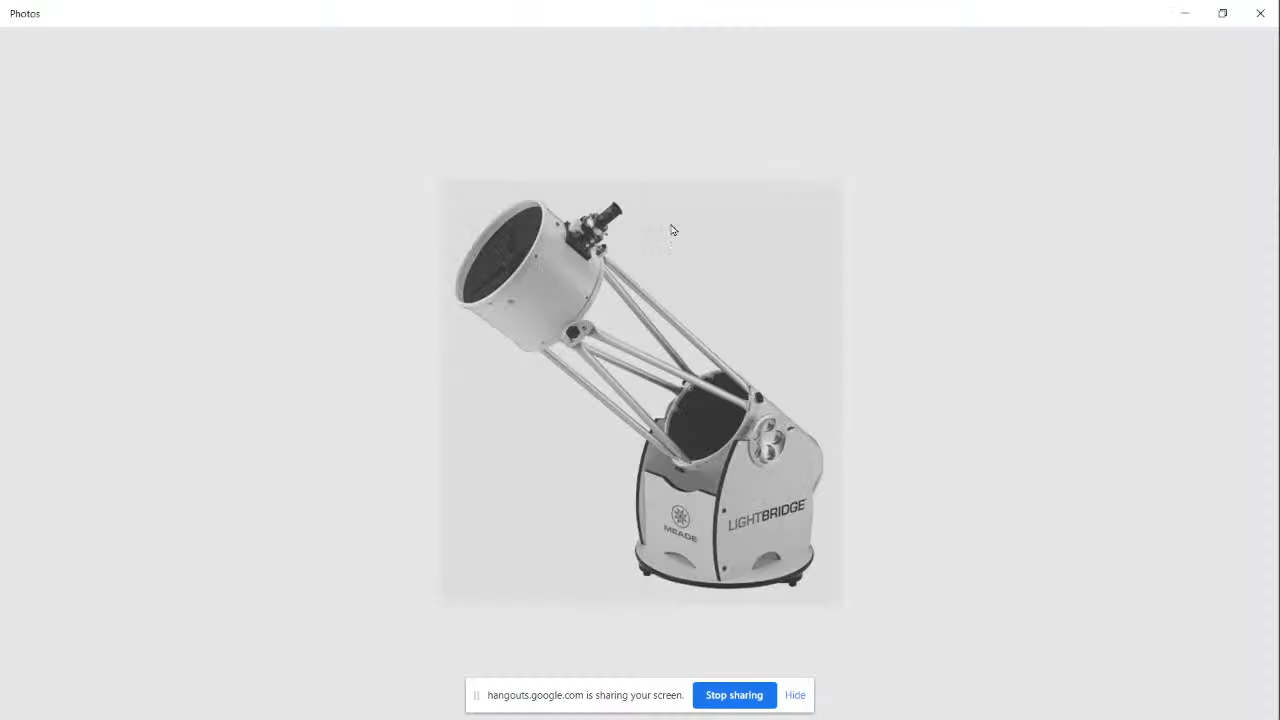 Photos
MEADE
LIGHTBRIDGE
hangouts.google.com is sharing your screen.
Stop sharing
Hide